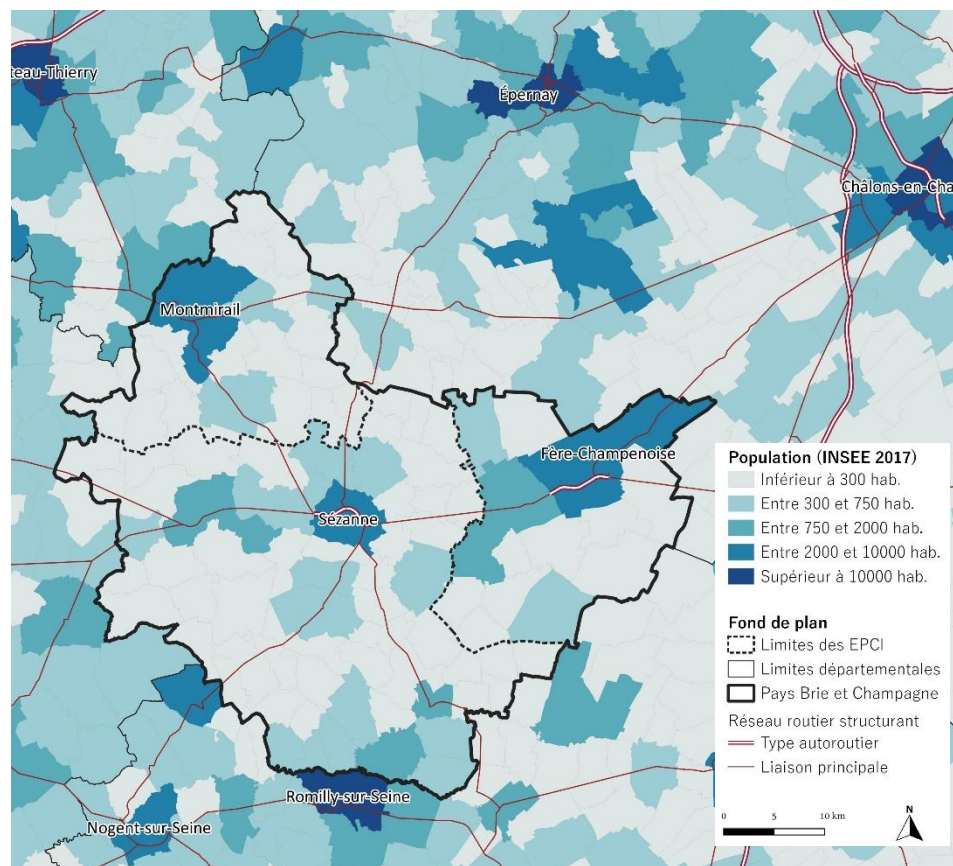 teau-Thierry
Épernay
Châlons-en-Cha
Montmirail
Fère-Champenoise
Sézanne
Romilly-sur-Seine
Nogent-sur-Seine
Population (INSEE 2017)
Inférieur à 300 hab.
Entre 300 et 750 hab.
Entre 750 et 2000 hab.
Entre 2000 et 10000 hab.
Supérieur à 10000 hab.
Fond de plan
Limites des EPCI
Limites départementales
Pays Brie et Champagne
Réseau routier structurant
Type autoroutier
Liaison principale
N
0 5 10 km